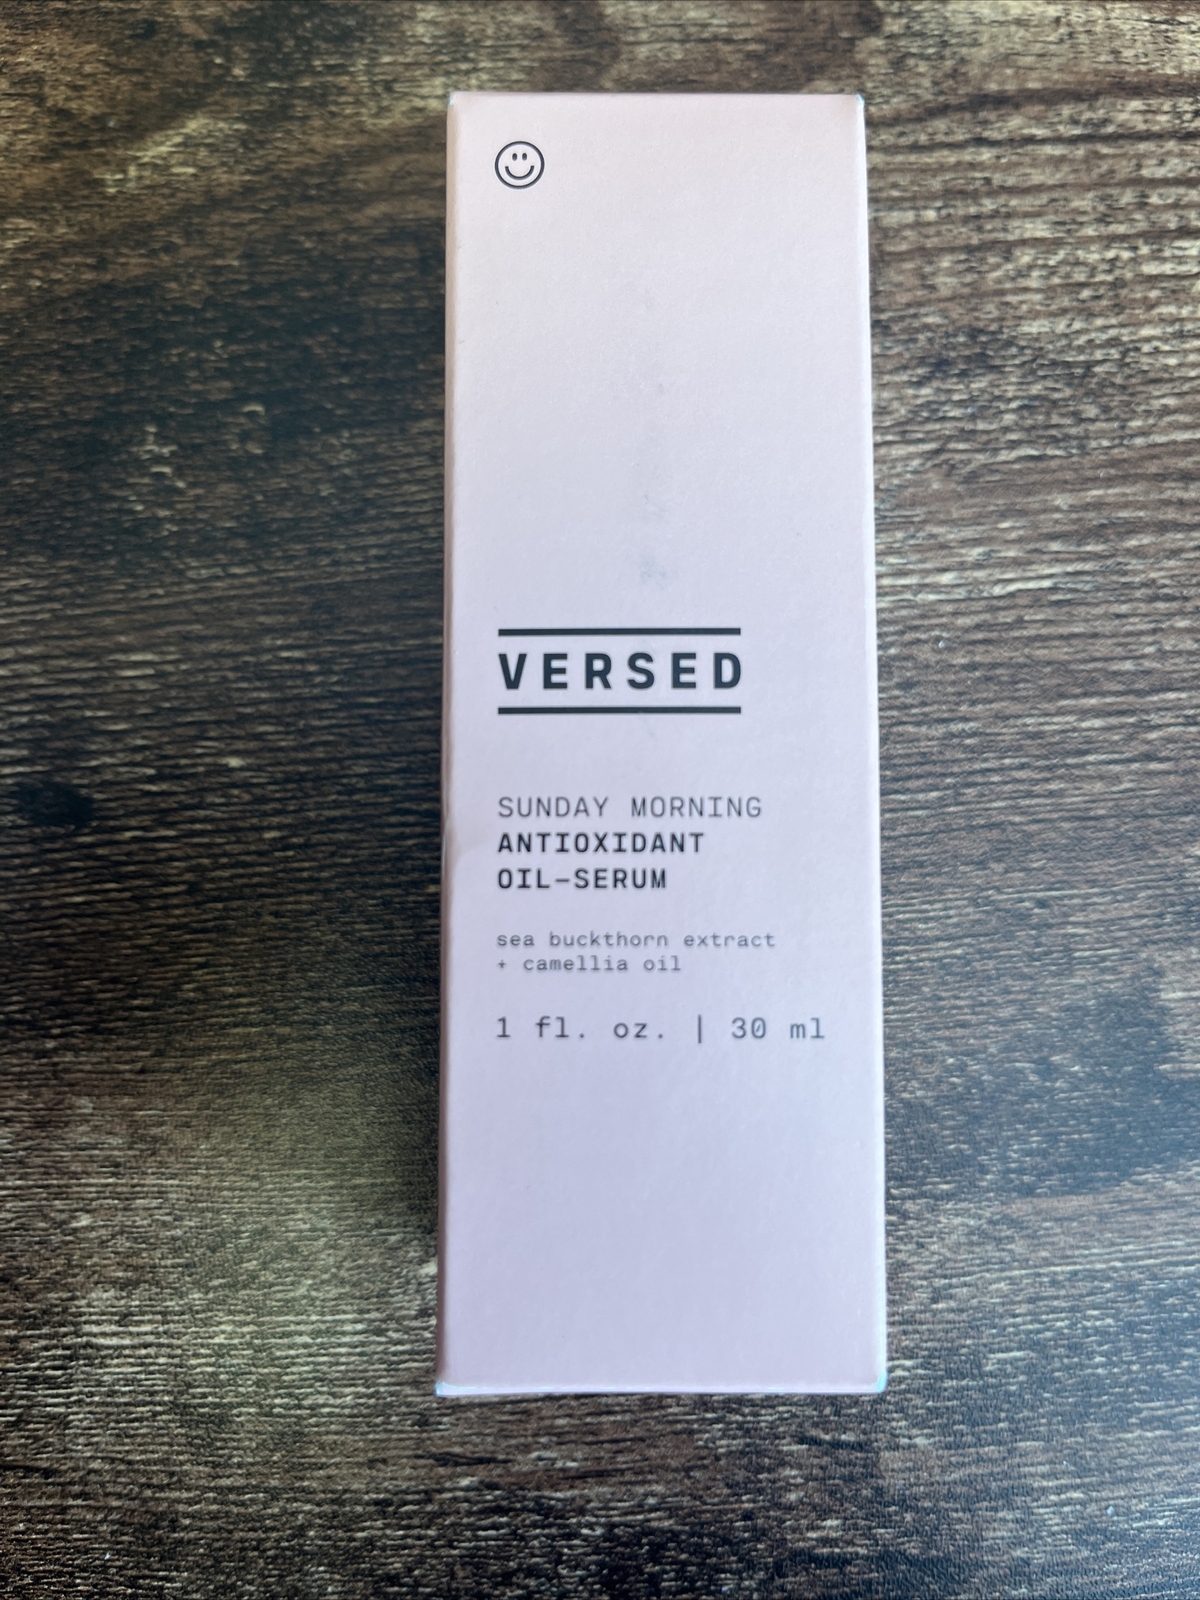 VERSED
SUNDAY MORNING
ANTIOXIDANT
OIL-SERUM
sea buckthorn extract
+ camellia oil
1 fl. oz. | 30 ml